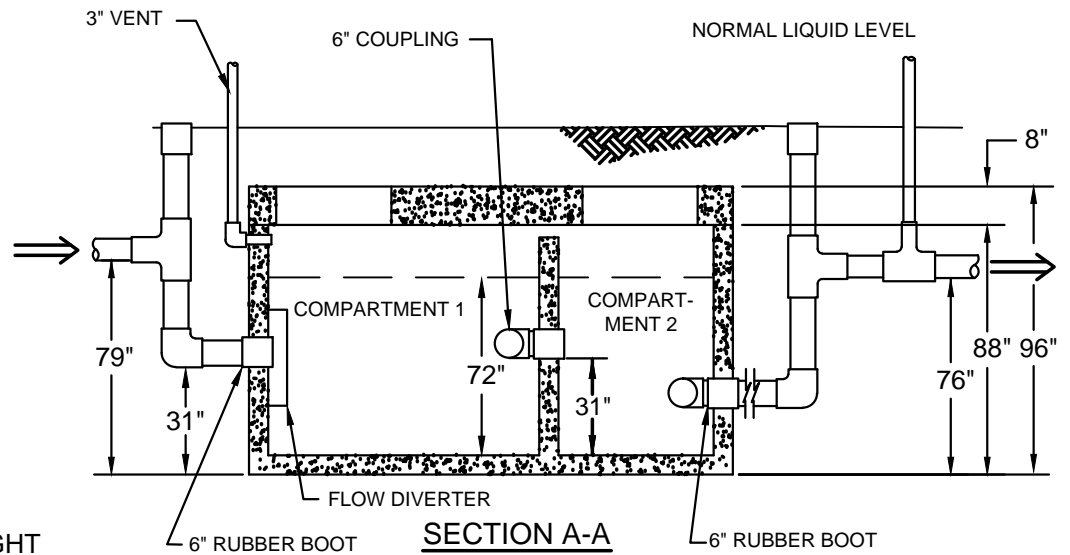 3" VENT
6" COUPLING
NORMAL LIQUID LEVEL
8"
COMPARTMENT 1
COMPART-
MENT 2
79"
31"
72"
31"
76"
88"
96"
FLOW DIVERTER
GHT
6" RUBBER BOOT
SECTION A-A
6" RUBBER BOOT